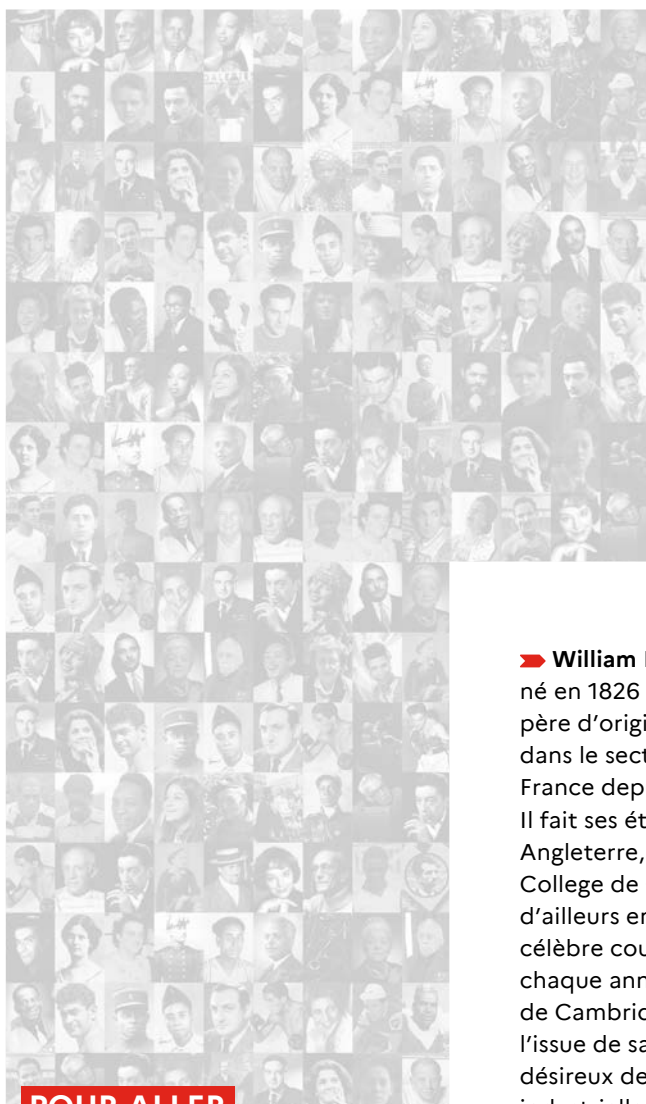 William
né en 1826
père d'origi
dans le sect
France dep
Il fait ses ét
Angleterre,
College de
d'ailleurs en
célèbre cou
chaque ann
de Cambric
l'issue de sa
désireux de
POUR ALLER